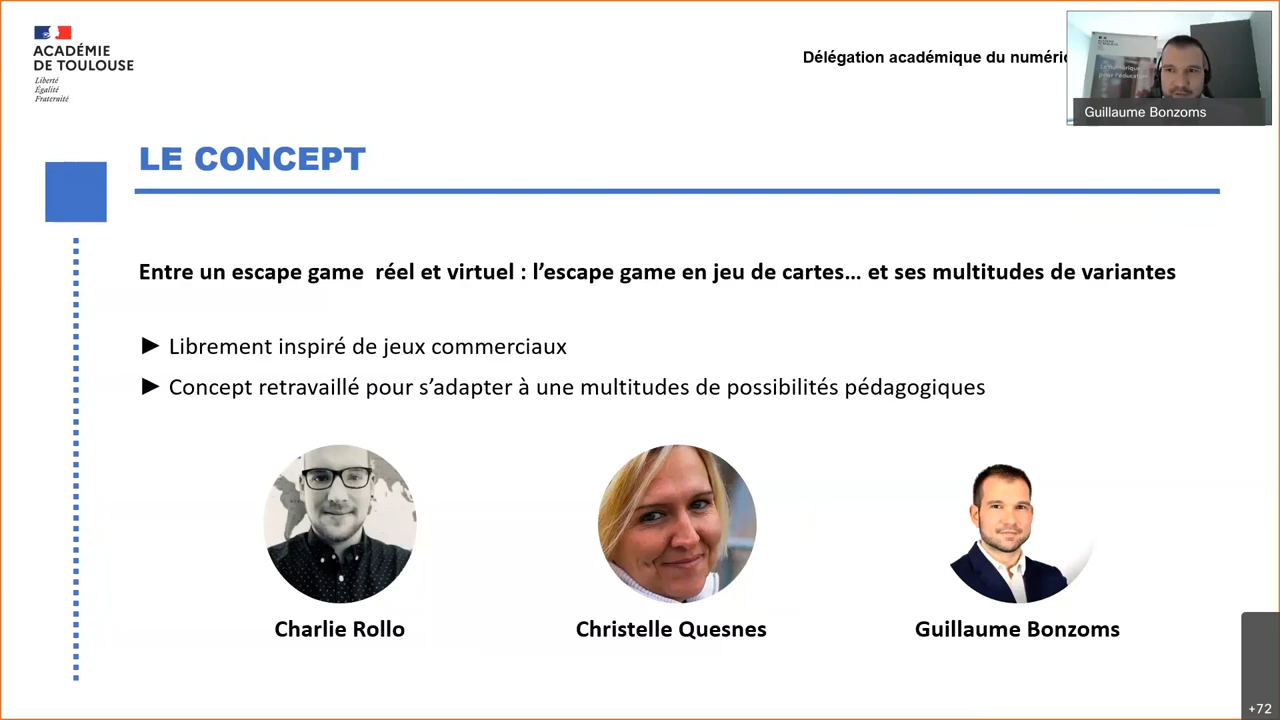 ACADÉMIE
DE TOULOUSE
Liberté
Égalité
Fraternité
Délégation académique du
Guillaume Bonzoms
LE CONCEPT
Entre un escape game réel et virtuel : l’escape game en jeu de cartes… et ses multitudes de variantes
► Librement inspiré de jeux commerciaux
► Concept retravaillé pour s’adapter à une multitudes de possibilités pédagogiques
Charlie Rollo
Christelle Quesnes
Guillaume Bonzoms
+72